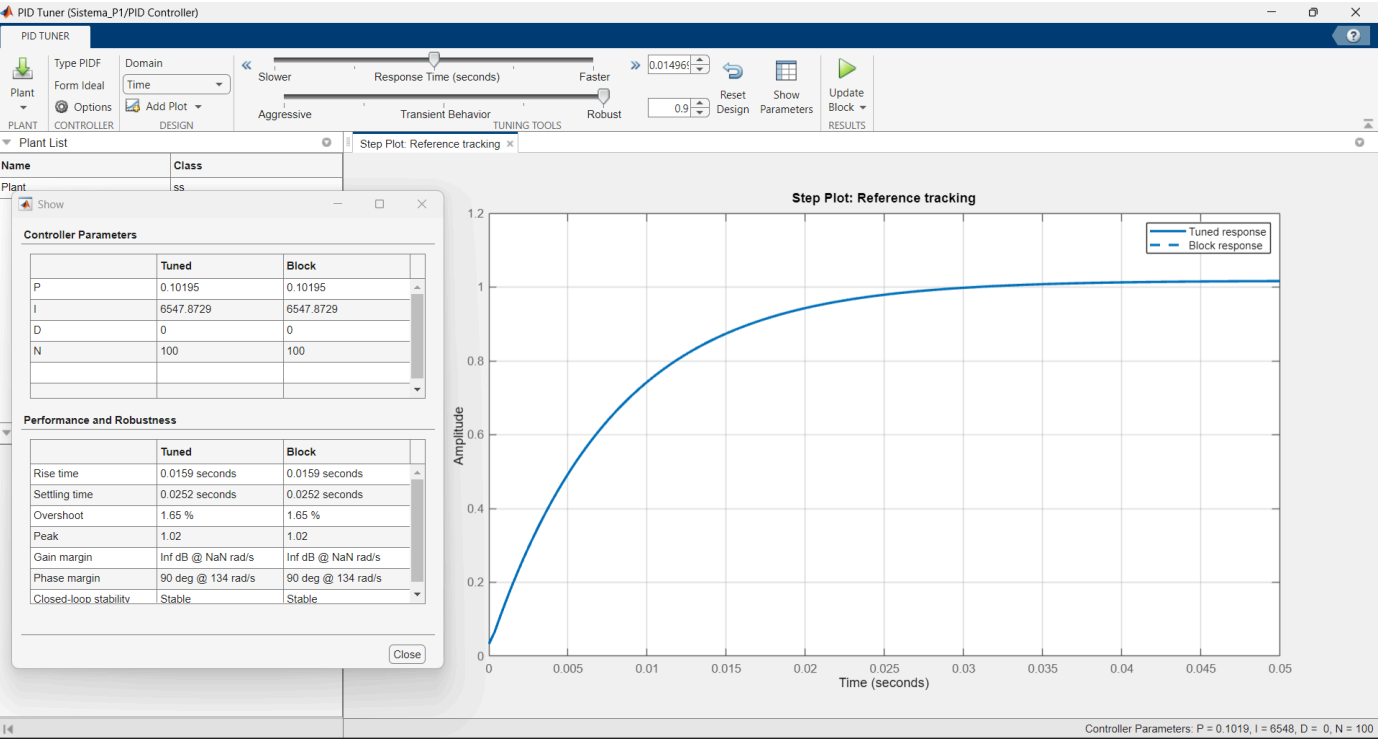 PID Tuner (Sistema_P1/PID Controller)
PID TUNER
Plant
PLANT
Type PIDF
Form Ideal
Options
CONTROLLER
Domain
Time
Add Plot
DESIGN
Slower Response Time (seconds) Faster
0.01496
Aggressive Transient Behavior Robust
0.9
TUNING TOOLS
Reset
Design
Show
Parameters
Update
Block
RESULTS
Plant List
Name Class
Plant ss
Step Plot: Reference tracking
Show
Controller Parameters
Tuned Block
P 0.10195 0.10195
I 6547.8729 6547.8729
D 0 0
N 100 100
Performance and Robustness
Tuned Block
Rise time 0.0159 seconds 0.0159 seconds
Settling time 0.0252 seconds 0.0252 seconds
Overshoot 1.65 % 1.65 %
Peak 1.02 1.02
Gain margin Inf dB @ NaN rad/s Inf dB @ NaN rad/s
Phase margin 90 deg @ 134 rad/s 90 deg @ 134 rad/s
Closed-loop stability Stable Stable
Close
Step Plot: Reference tracking
Tuned response
Block response
Amplitude
1.2
1
0.8
0.6
0.4
0.2
0
0 0.005 0.01 0.015 0.02 0.025 0.03 0.035 0.04 0.045 0.05
Time (seconds)
Controller Parameters: P = 0.1019, I = 6548, D = 0, N = 100